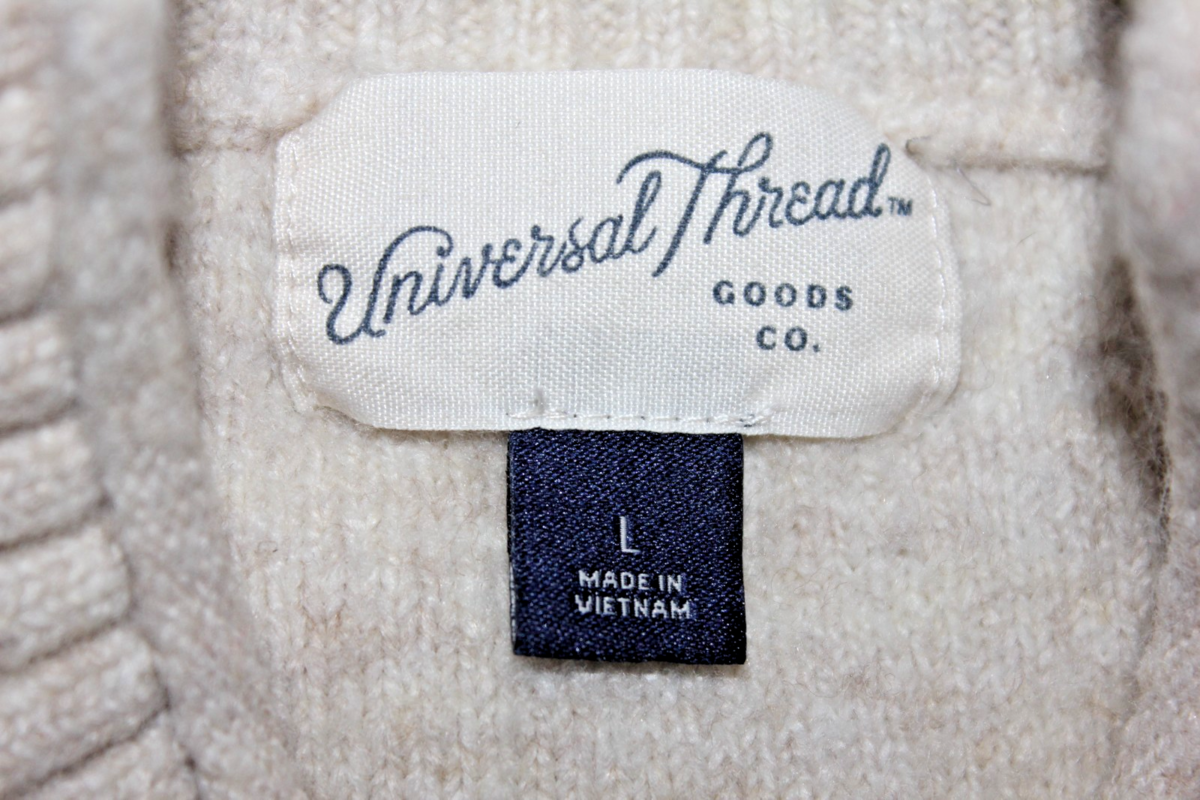 Universal Thread™
GOODS
CO.
L
MADE IN
VIETNAM